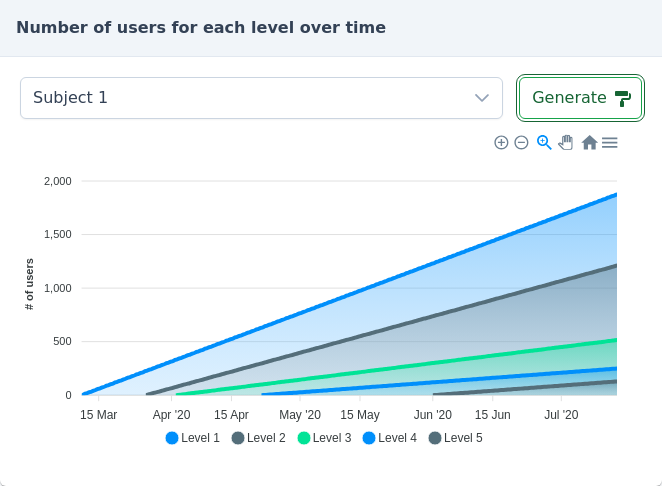 Number of users for each level over time
Subject 1
Generate
2,000
1,500
1,000
500
0
# of users
15 Mar Apr '20 15 Apr May '20 15 May Jun '20 15 Jun Jul '20
Level 1 Level 2 Level 3 Level 4 Level 5